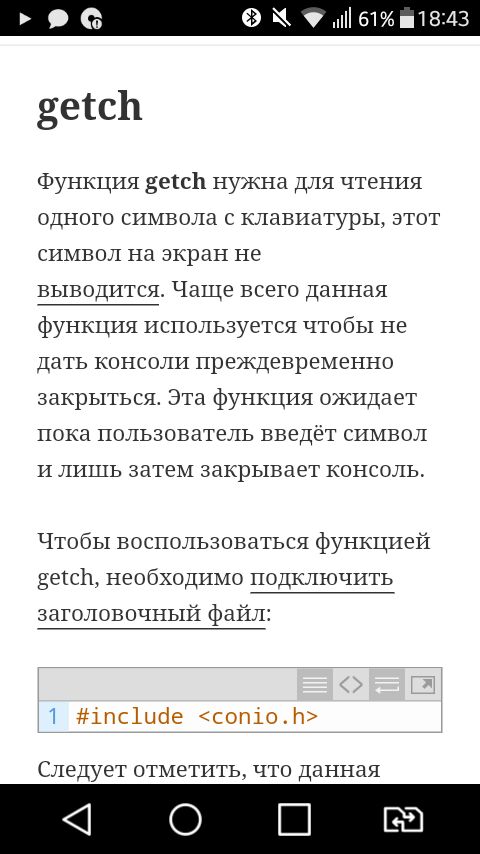 61% 18:43
getch
Функция getch нужна для чтения
одного символа с клавиатуры, этот
символ на экран не
выводится. Чаще всего данная
функция используется чтобы не
дать консоли преждевременно
закрыться. Эта функция ожидает
пока пользователь введёт символ
и лишь затем закрывает консоль.
Чтобы воспользоваться функцией
getch, необходимо подключить
заголовочный файл:
1 #include <conio.h>
Следует отметить, что данная